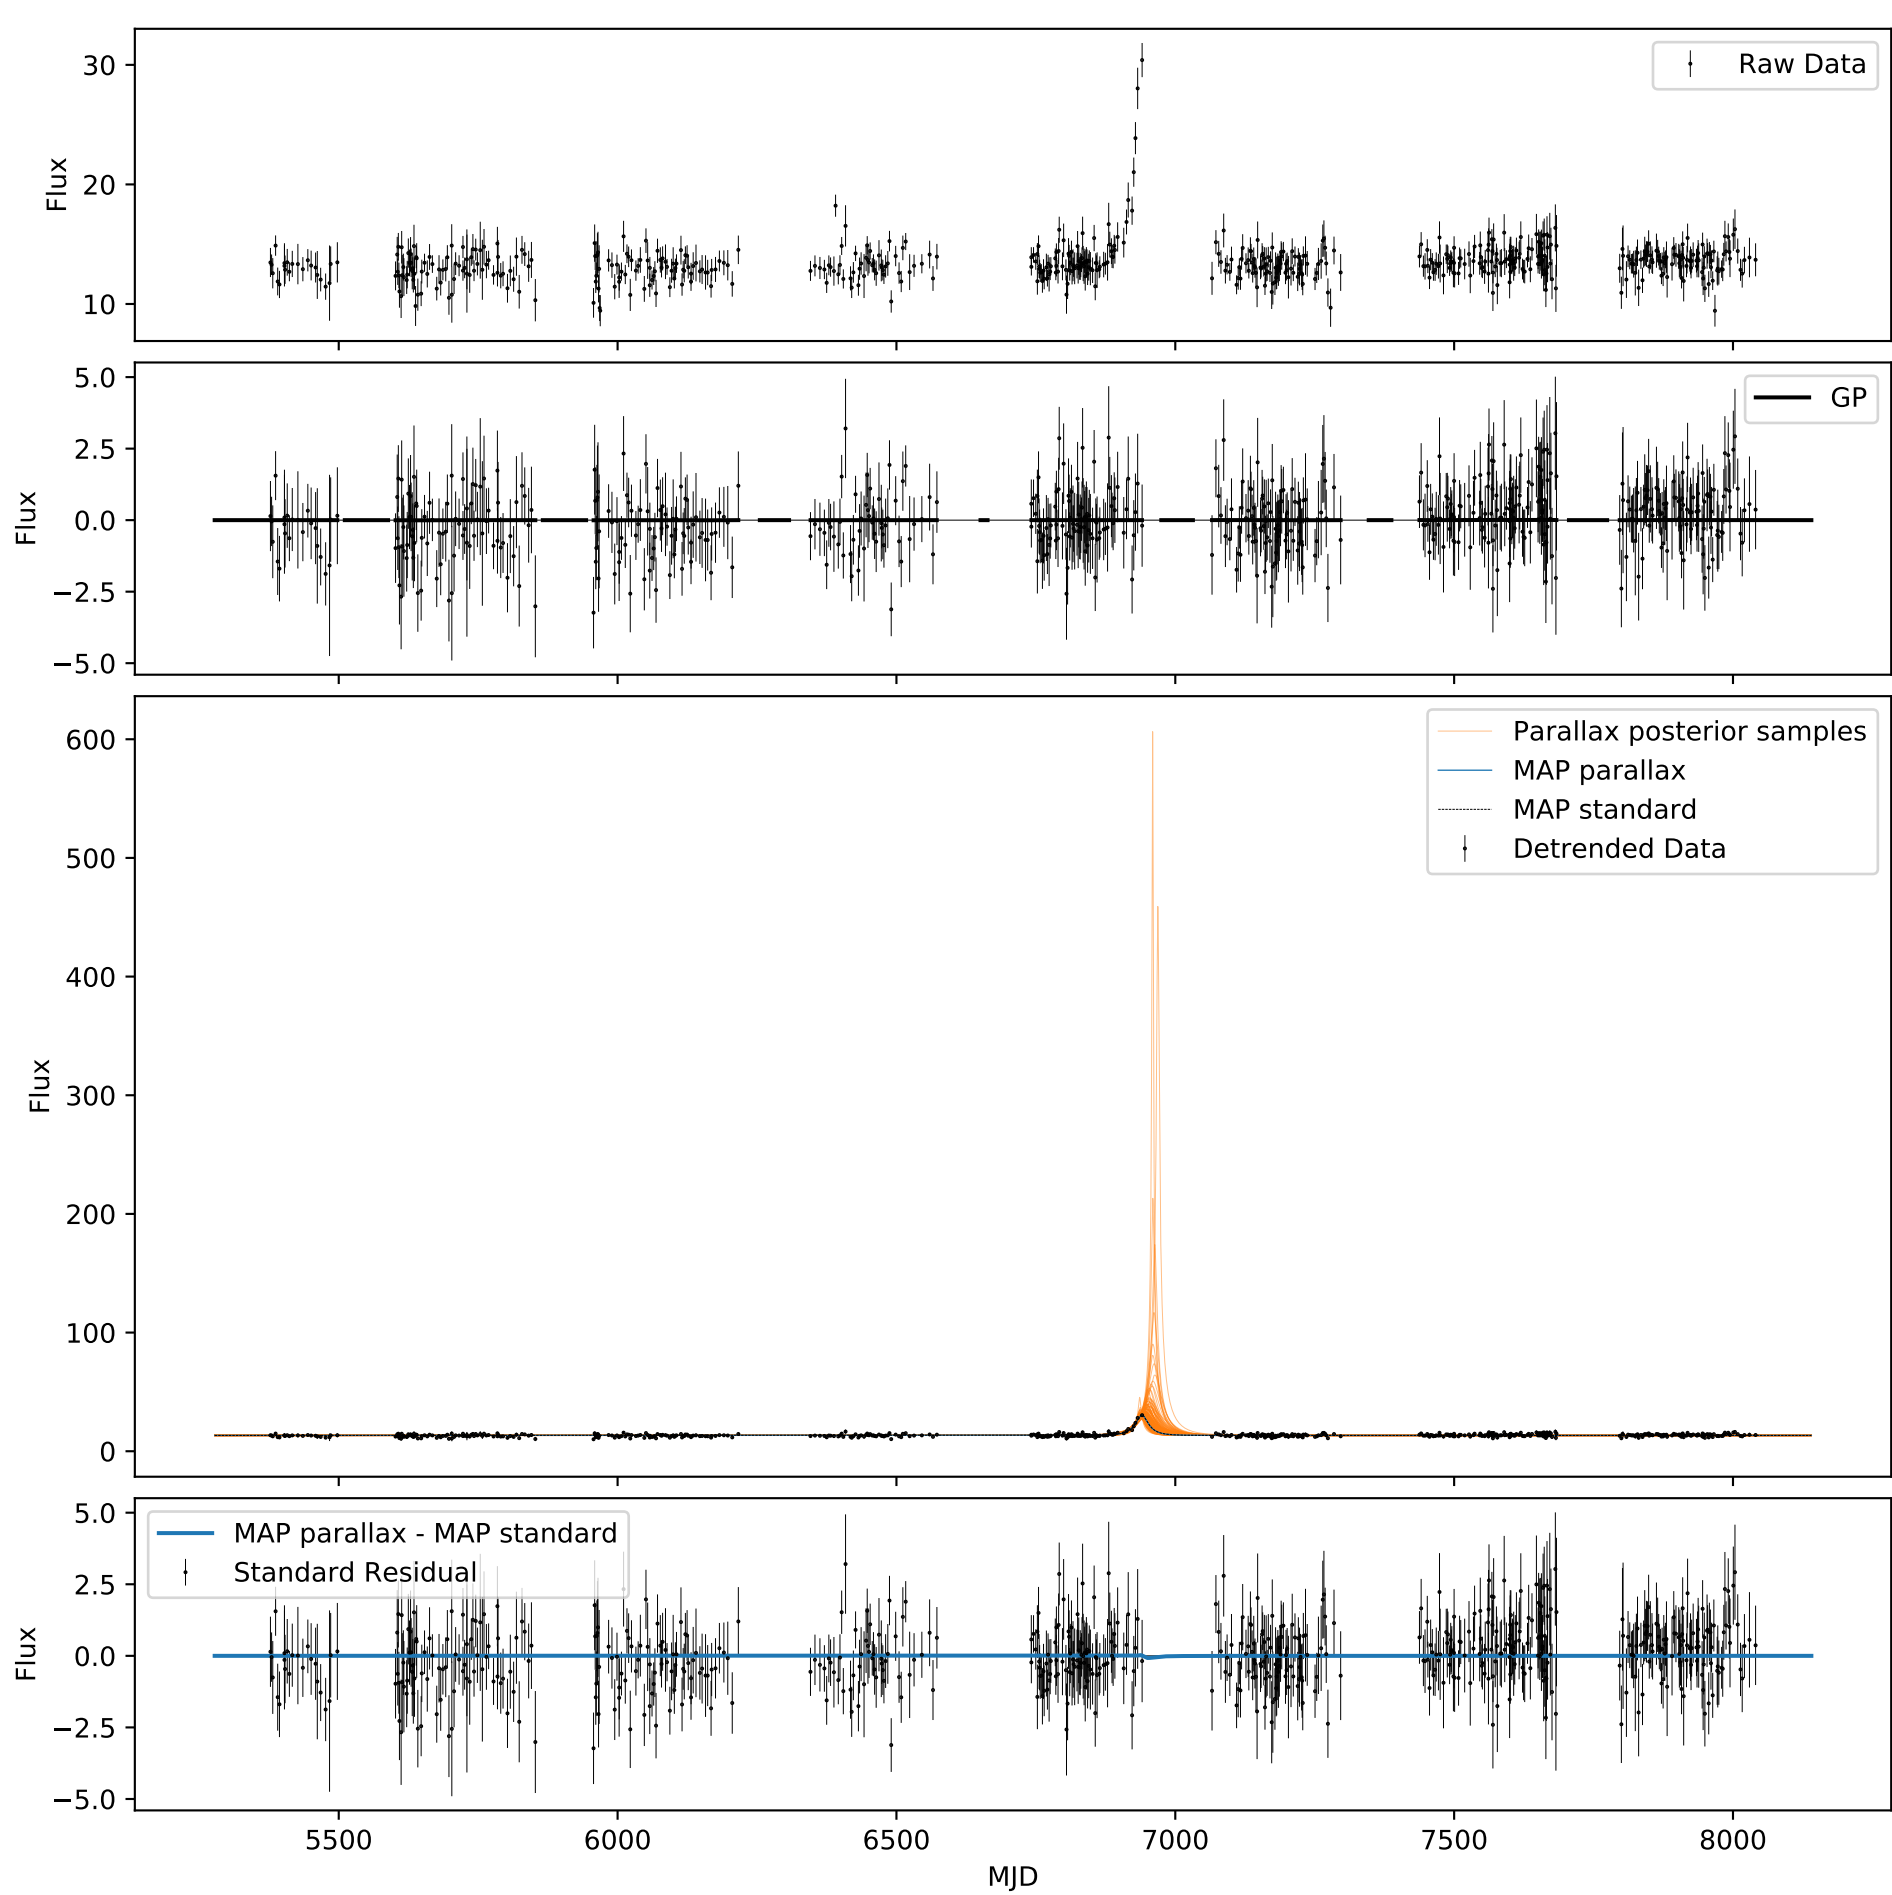 30
20
10
Flux
Raw Data
5.0
2.5
0.0
−2.5
−5.0
Flux
GP
600
500
400
300
200
100
0
Flux
Parallax posterior samples
MAP parallax
MAP standard
Detrended Data
5.0
2.5
0.0
−2.5
−5.0
Flux
MAP parallax - MAP standard
Standard Residual
5500 6000 6500 7000 7500 8000
MJD